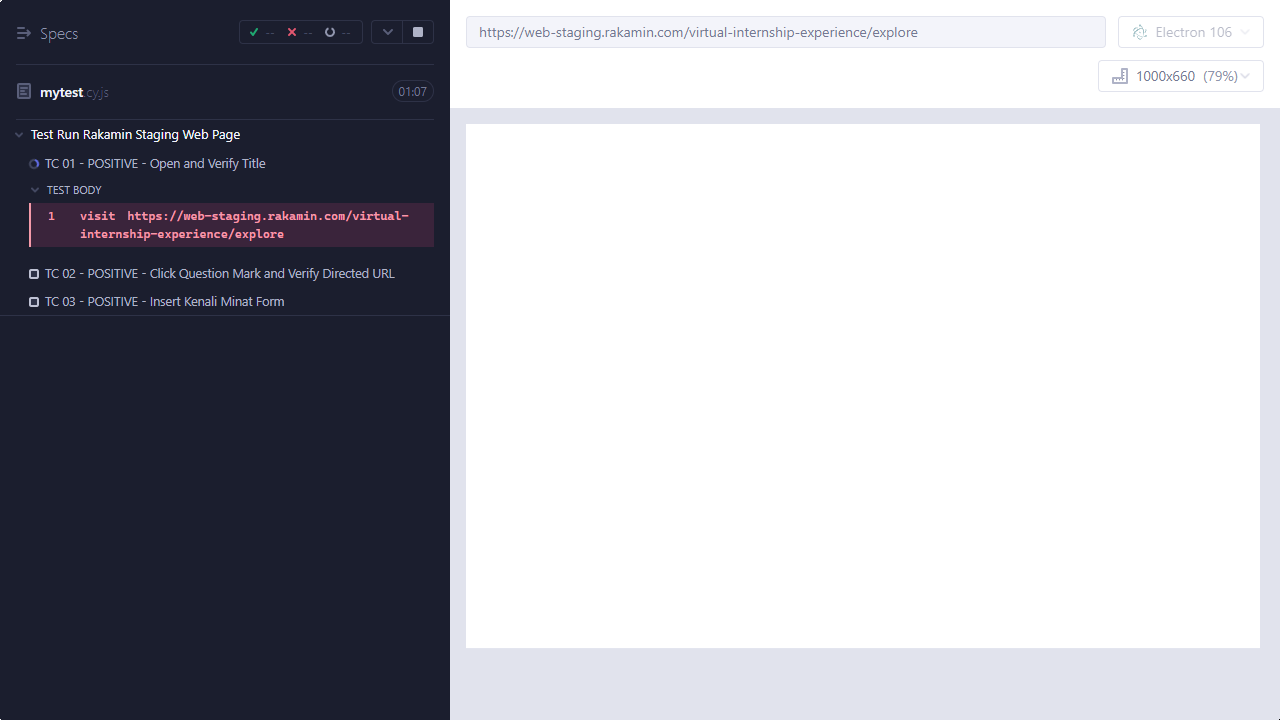 Specs
-- -- --
mytest.cy.js
01:07
Test Run Rakamin Staging Web Page
TC 01 - POSITIVE - Open and Verify Title
TEST BODY
1 visit https://web-staging.rakamin.com/virtual-
internship-experience/explore
TC 02 - POSITIVE - Click Question Mark and Verify Directed URL
TC 03 - POSITIVE - Insert Kenali Minat Form
https://web-staging.rakamin.com/virtual-internship-experience/explore
Electron 106
1000x660 (79%)